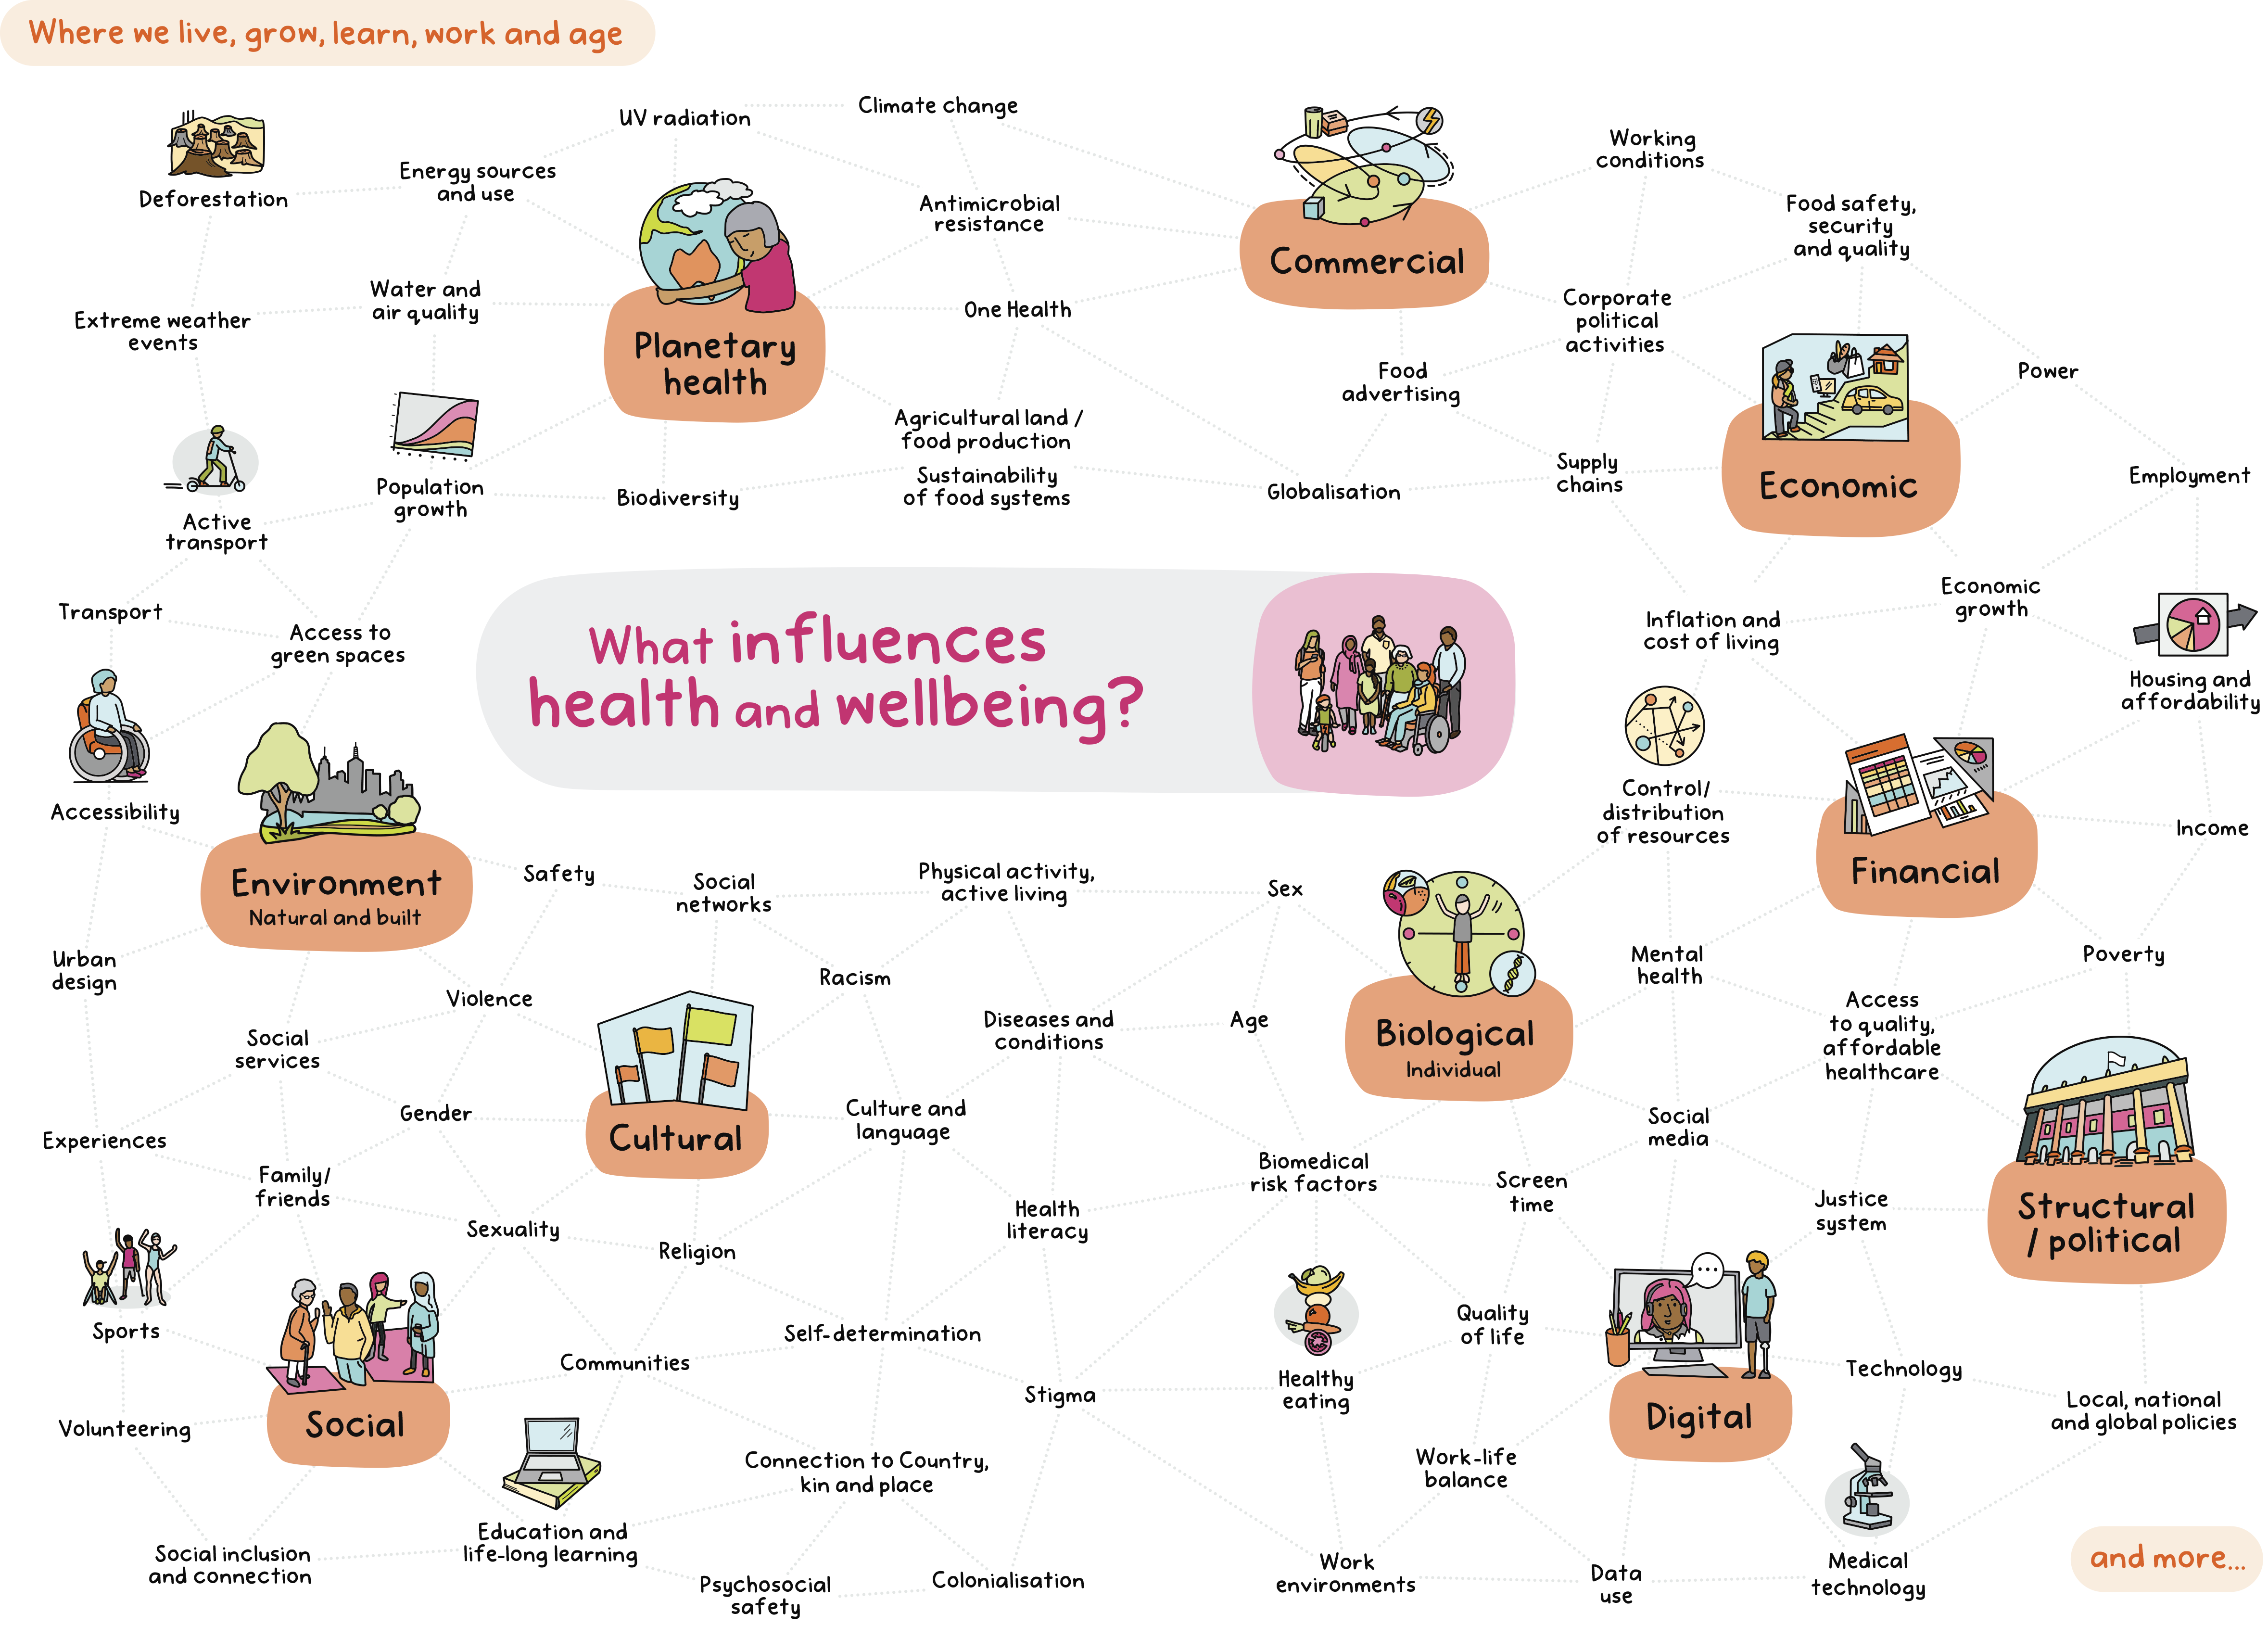 Where we live, grow, learn, work and age
UV radiation
Climate change
Working
conditions
Deforestation
Energy sources
and use
Antimicrobial
resistance
Commercial
Food safety,
security
and quality
Extreme weather
events
Water and
air quality
Planetary
health
One Health
Corporate
political
activities
Food
advertising
Power
Active
transport
Population
growth
Biodiversity
Agricultural land /
food production
Sustainability
of food systems
Globalisation
Supply
chains
Economic
Employment
Transport
Access to
green spaces
What influences
health and wellbeing?
Inflation and
cost of living
Economic
growth
Housing and
affordability
Accessibility
Control/
distribution
of resources
Income
Environment
Natural and built
Safety
Social
networks
Physical activity,
active living
Sex
Financial
Urban
design
Violence
Racism
Mental
health
Poverty
Social
services
Diseases and
conditions
Age
Biological
Individual
Access
to quality,
affordable
healthcare
Experiences
Gender
Cultural
Culture and
language
Social
media
Family/
friends
Sexuality
Religion
Health
literacy
Biomedical
risk factors
Screen
time
Justice
system
Structural
/ political
Sports
Communities
Self-determination
Stigma
Healthy
eating
Quality
of life
Technology
Local, national
and global policies
Volunteering
Social
Digital
Connection to Country,
kin and place
Work-life
balance
Social inclusion
and connection
Education and
life-long learning
Psychosocial
safety
Colonialisation
Work
environments
Data
use
Medical
technology
and more...